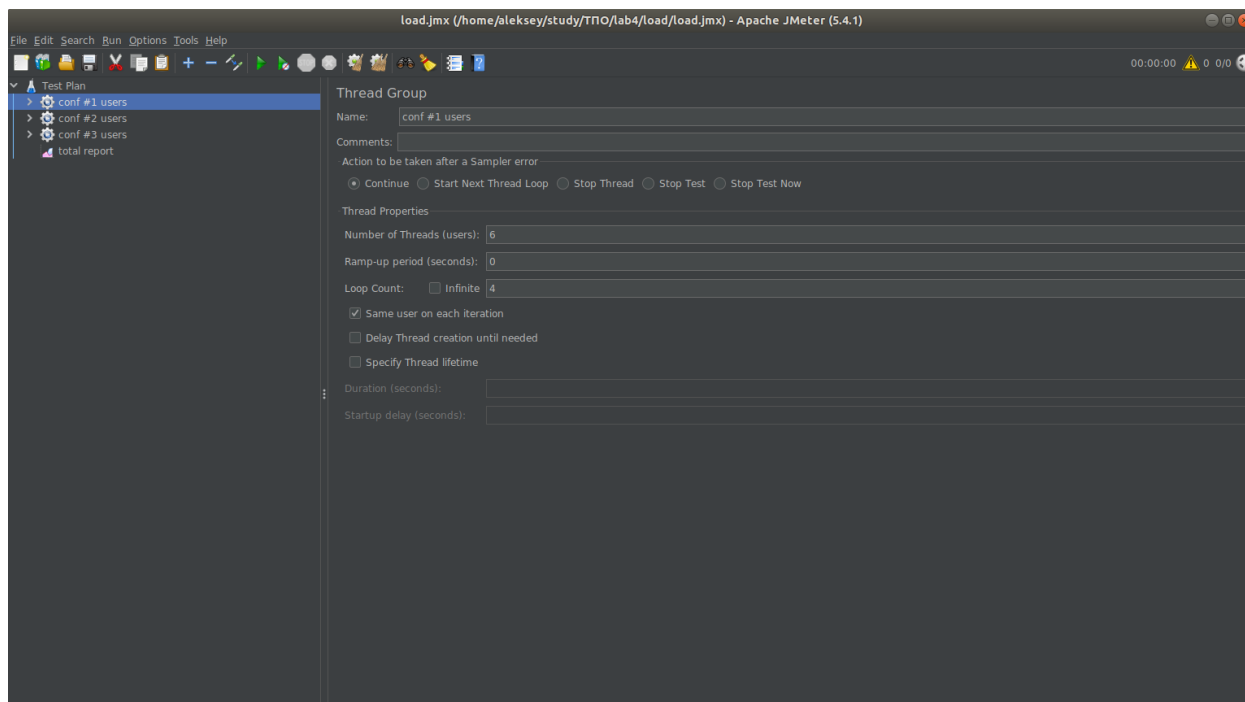 load.jmx (/home/aleksey/study/ТПО/lab4/load/load.jmx) - Apache JMeter (5.4.1)
File Edit Search Run Options Tools Help
00:00:00 0 0/0
Test Plan
conf #1 users
conf #2 users
conf #3 users
total report
Thread Group
Name: conf #1 users
Comments:
Action to be taken after a Sampler error
Continue Start Next Thread Loop Stop Thread Stop Test Stop Test Now
Thread Properties
Number of Threads (users): 6
Ramp-up period (seconds): 0
Loop Count: Infinite 4
Same user on each iteration
Delay Thread creation until needed
Specify Thread lifetime
Duration (seconds):
Startup delay (seconds):